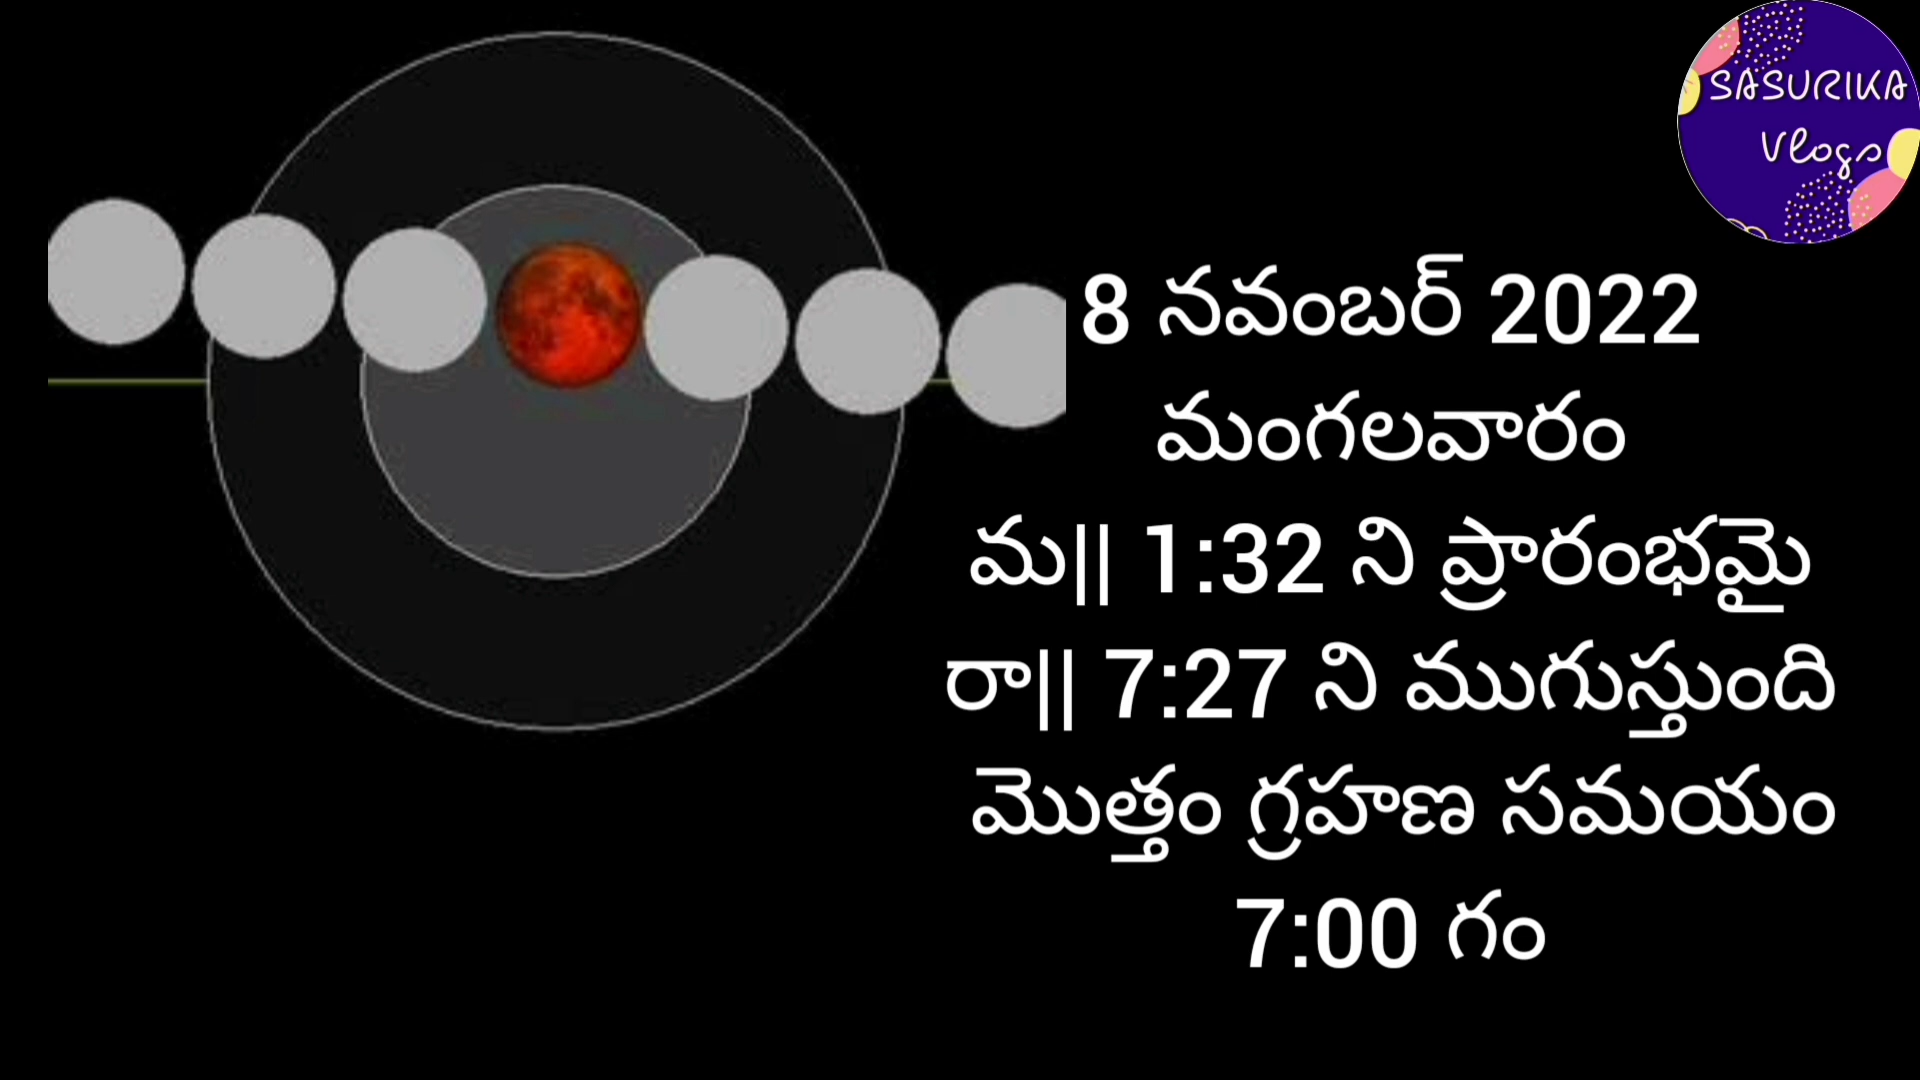 SASURIKA
Vlogs
8 నవంబర్ 2022
మంగలవారం
మ|| 1:32 ని ప్రారంభమై
రా|| 7:27 ని ముగుస్తుంది
మొత్తం గ్రహణ సమయం
7:00 గం